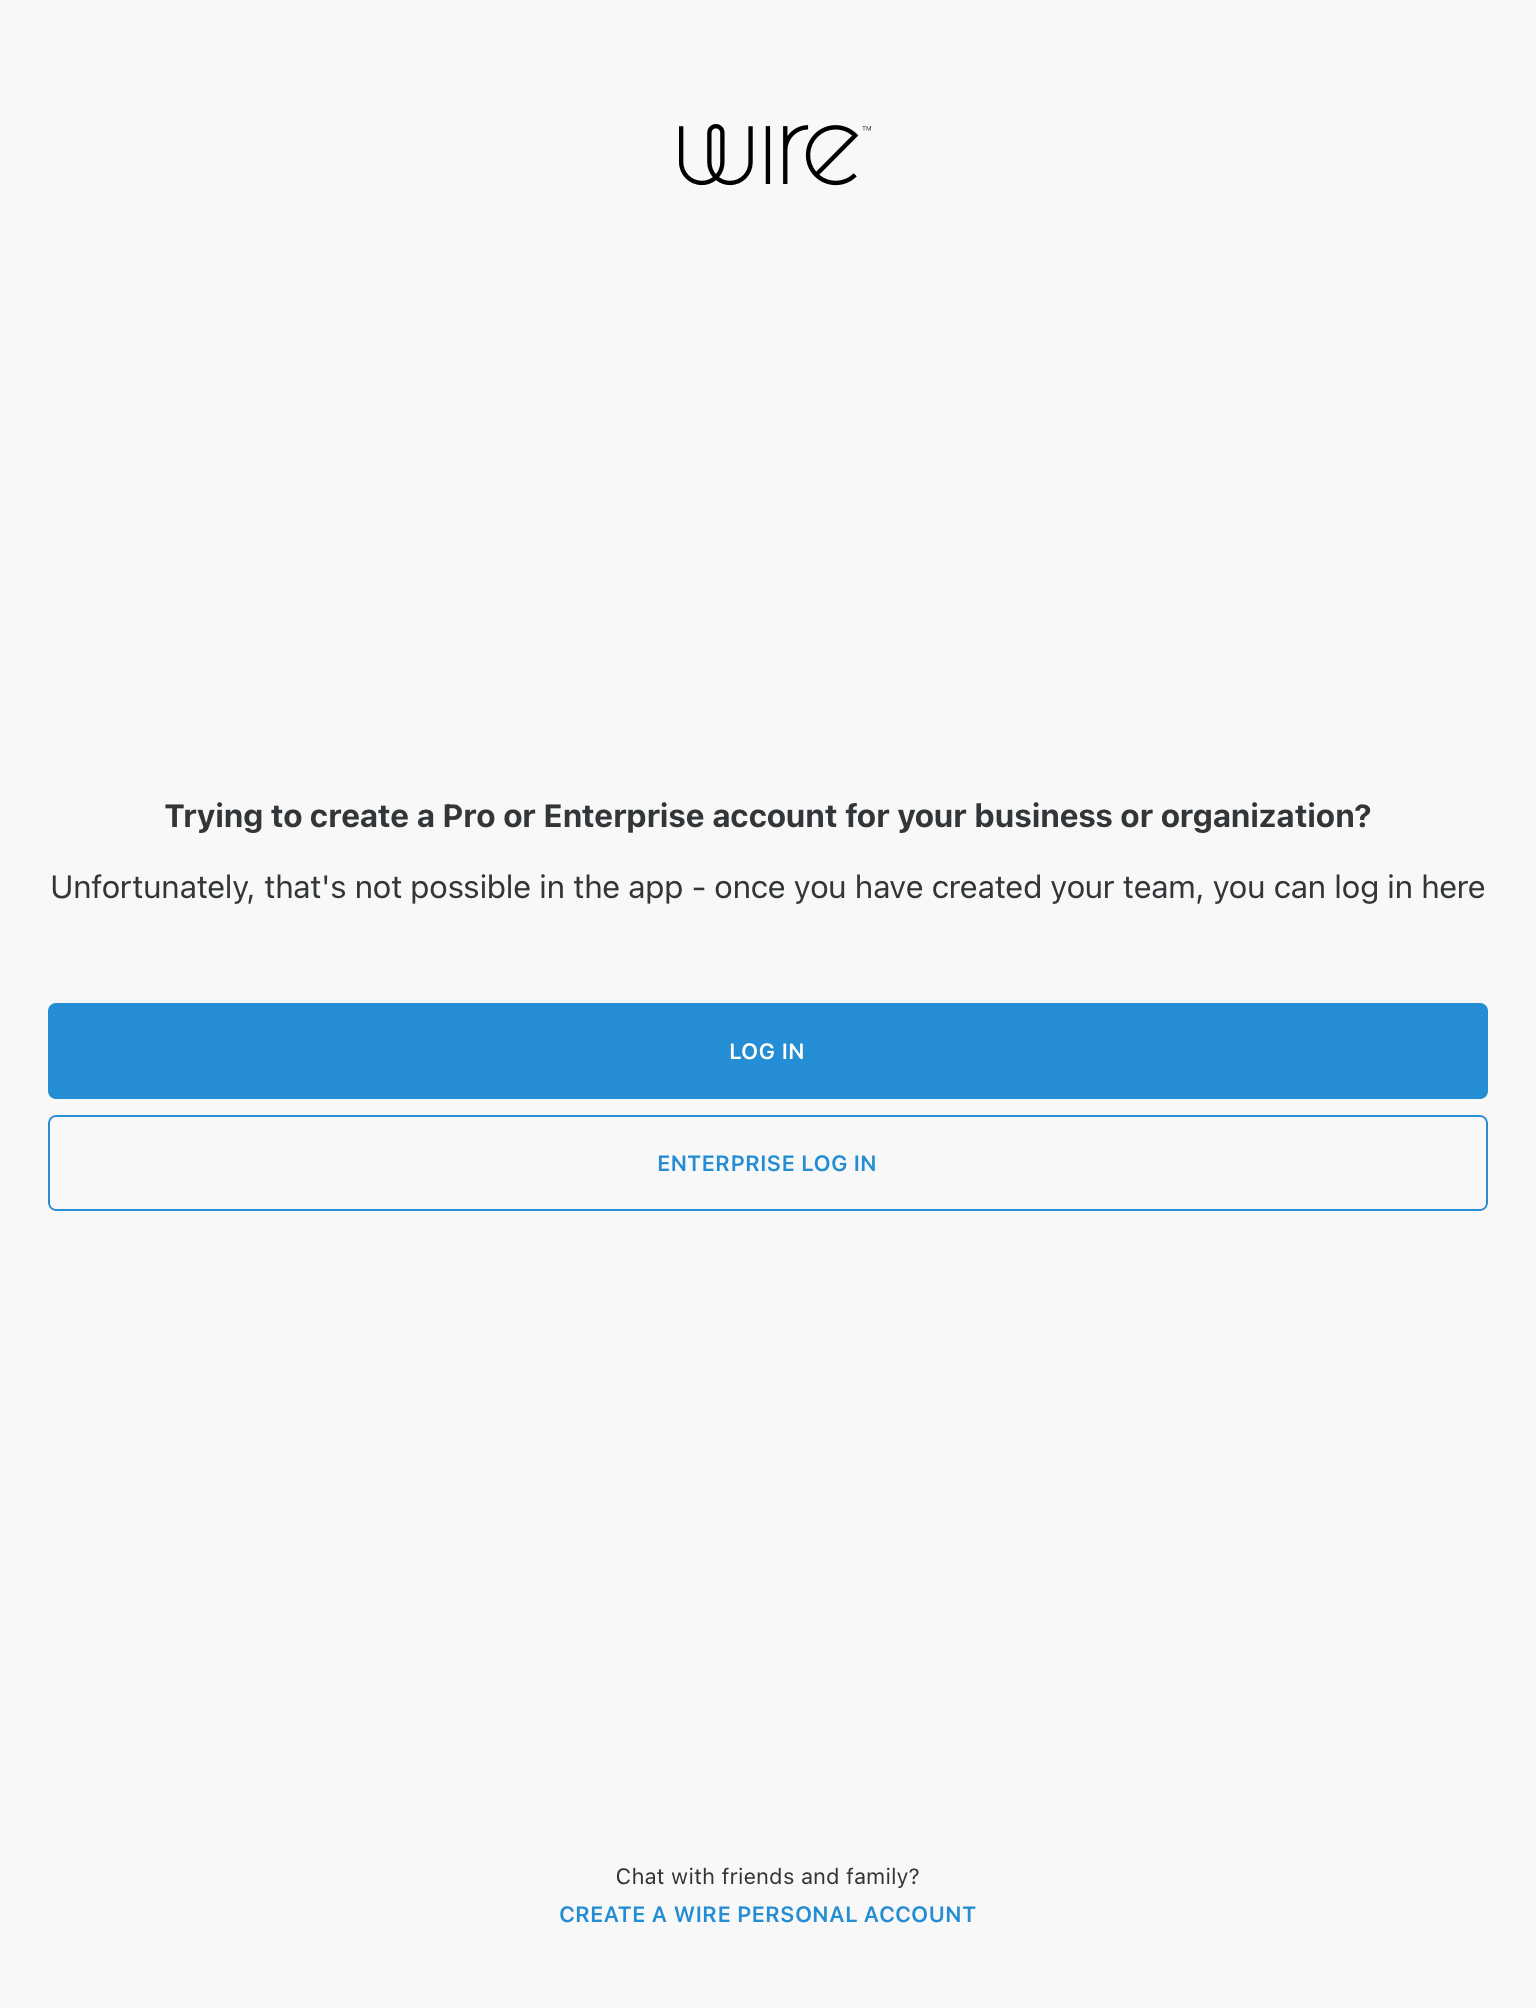 wire™
Trying to create a Pro or Enterprise account for your business or organization?
Unfortunately, that's not possible in the app - once you have created your team, you can log in here
LOG IN
ENTERPRISE LOG IN
Chat with friends and family?
CREATE A WIRE PERSONAL ACCOUNT